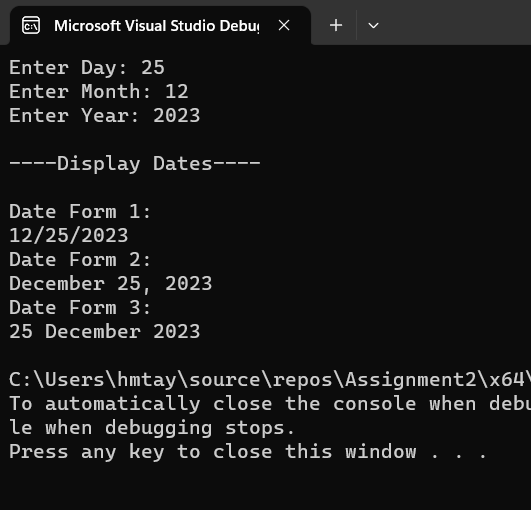 Microsoft Visual Studio Debug
Enter Day: 25
Enter Month: 12
Enter Year: 2023
----Display Dates----
Date Form 1:
12/25/2023
Date Form 2:
December 25, 2023
Date Form 3:
25 December 2023
C:\Users\hmtay\source\repos\Assignment2\x64\
To automatically close the console when debu
le when debugging stops.
Press any key to close this window . . .